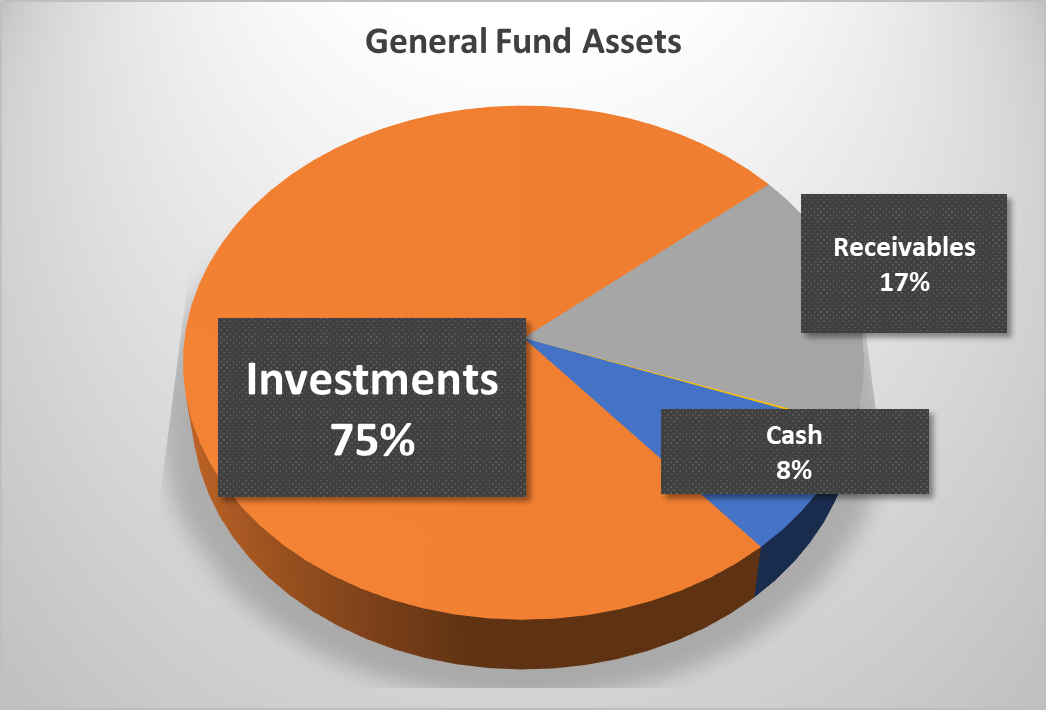 General Fund Assets
Receivables
17%
Investments
75%
Cash
8%